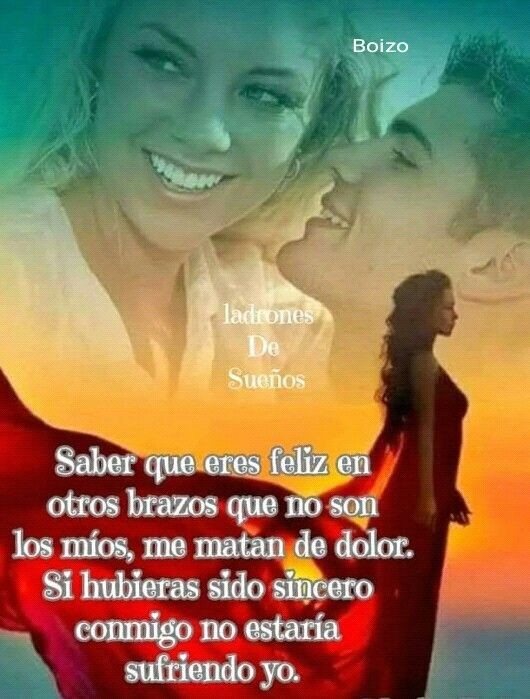 Boizo
ladrones
De
Sueños
Saber que eres feliz en
otros brazos que no son
los míos, me matan de dolor.
Si hubieras sido sincero
conmigo no estaría
sufriendo yo.